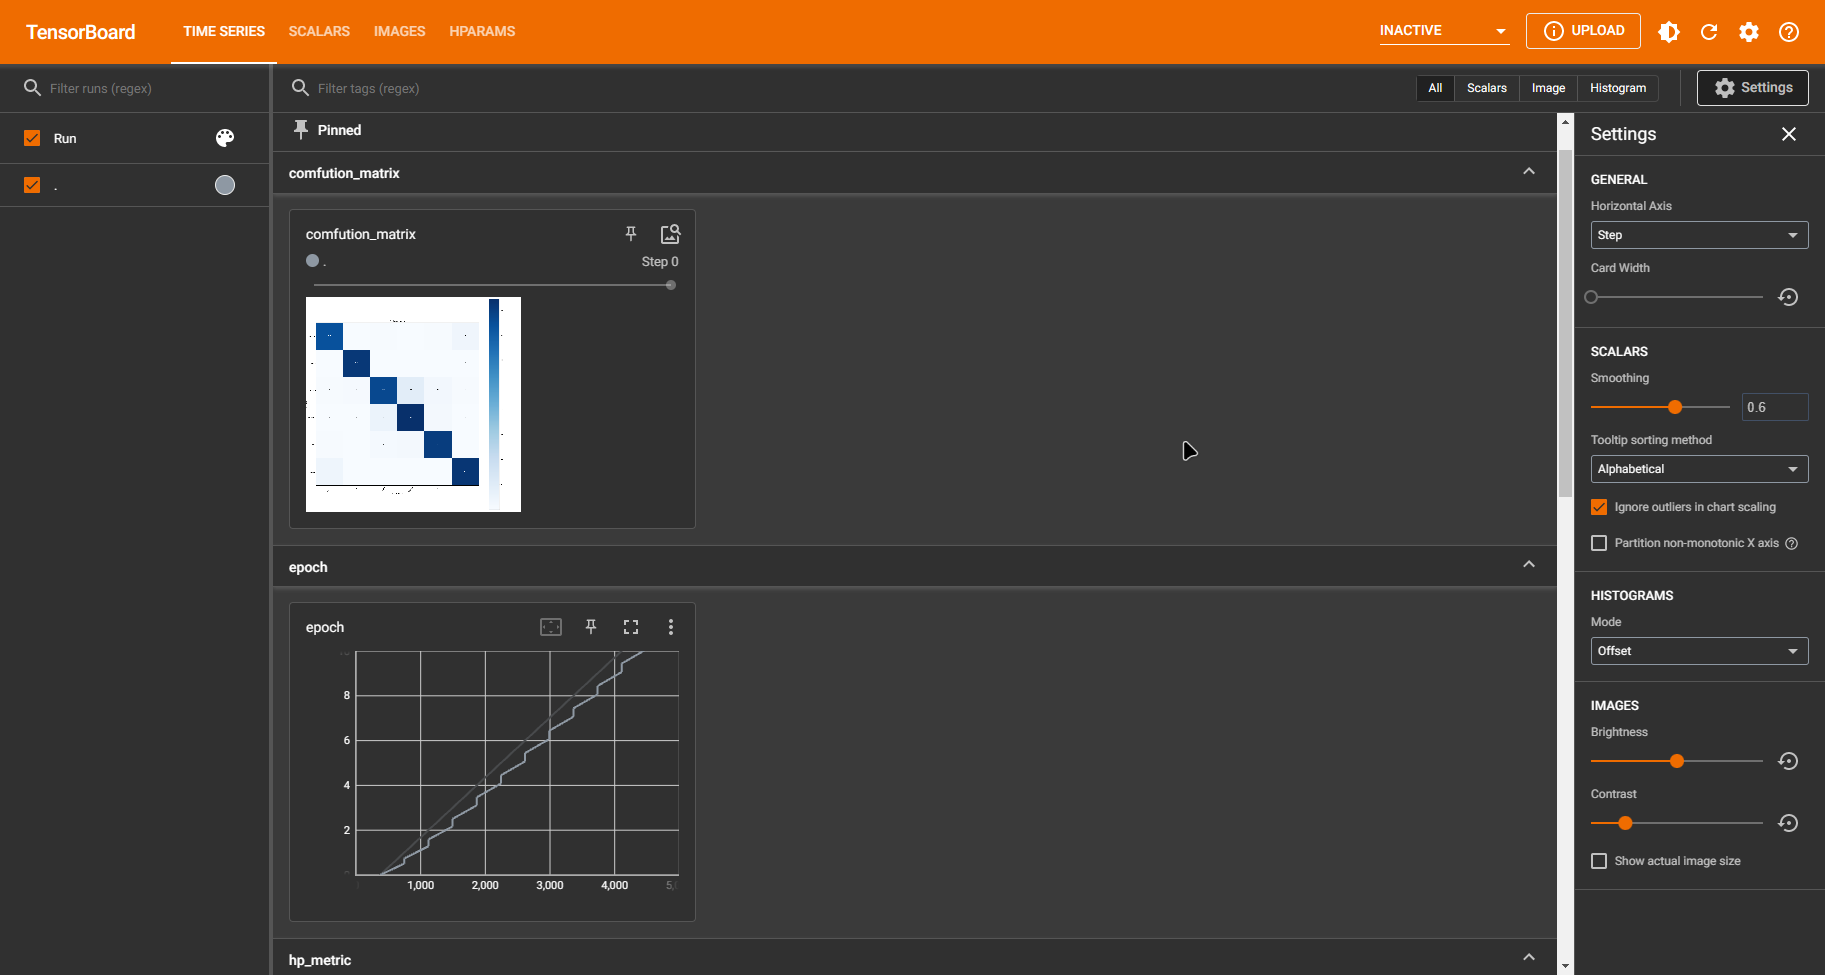 TensorBoard
TIME SERIES
SCALARS
IMAGES
HPARAMS
INACTIVE
UPLOAD
Filter runs (regex)
Filter tags (regex)
All
Scalars
Image
Histogram
Settings
Run
.
Pinned
comfution_matrix
comfution_matrix
.
Step 0
epoch
epoch
8
6
4
2
1,000
2,000
3,000
4,000
hp_metric
Settings
GENERAL
Horizontal Axis
Step
Card Width
SCALARS
Smoothing
0.6
Tooltip sorting method
Alphabetical
Ignore outliers in chart scaling
Partition non-monotonic X axis
HISTOGRAMS
Mode
Offset
IMAGES
Brightness
Contrast
Show actual image size